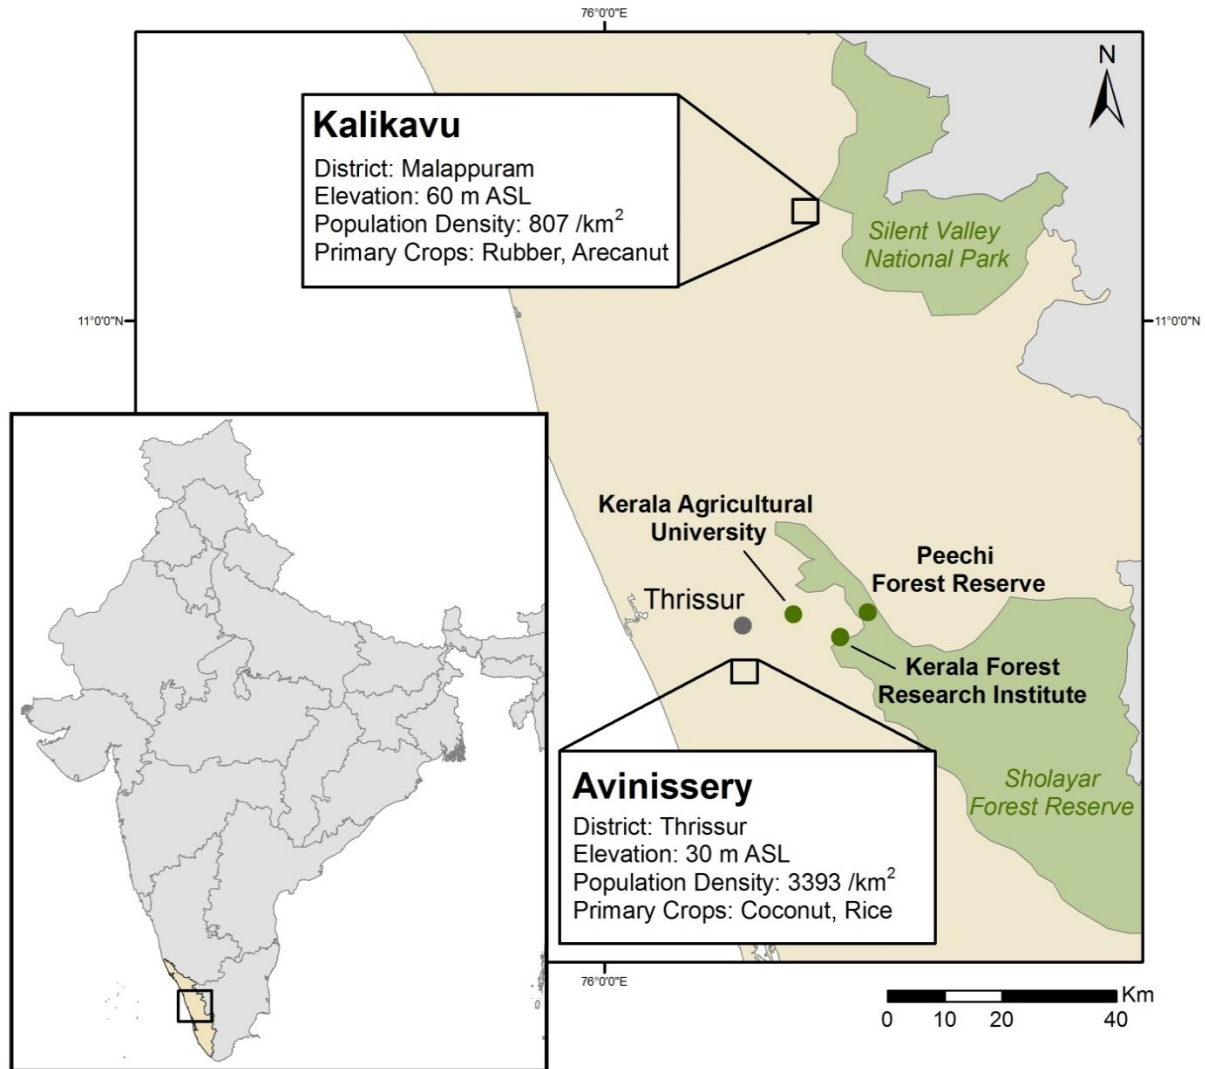 76°0'0"E
N
Kalikavu
District: Malappuram
Elevation: 60 m ASL
Population Density: 807 /km²
Primary Crops: Rubber, Arecanut
Silent Valley
National Park
11°0'0"N
11°0'0"N
Kerala Agricultural
University
Peechi
Forest Reserve
Thrissur
Kerala Forest
Research Institute
Avinissery
District: Thrissur
Elevation: 30 m ASL
Population Density: 3393 /km²
Primary Crops: Coconut, Rice
Sholayar
Forest Reserve
76°0'0"E
Km
0 10 20 40